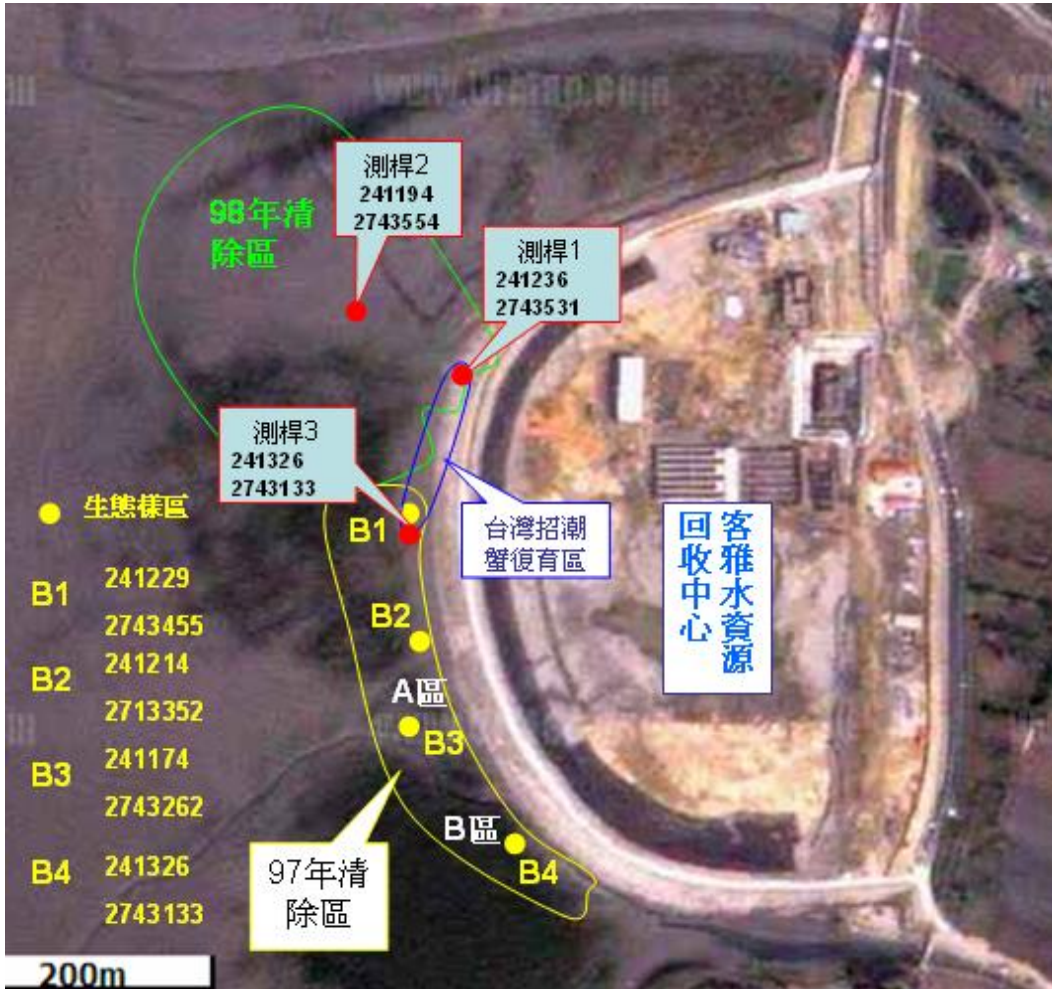 測桿2
241194
2743554
98年清
除區
測桿1
241236
2743531
測桿3
241326
2743133
生態樣區
B1
台灣招潮
蟹復育區
客雅水資源
回收中心
B1
241229
2743455
B2
B2
241214
2713352
A區
B3
B3
241174
2743262
B區
B4
B4
241326
2743133
97年清
除區
200m